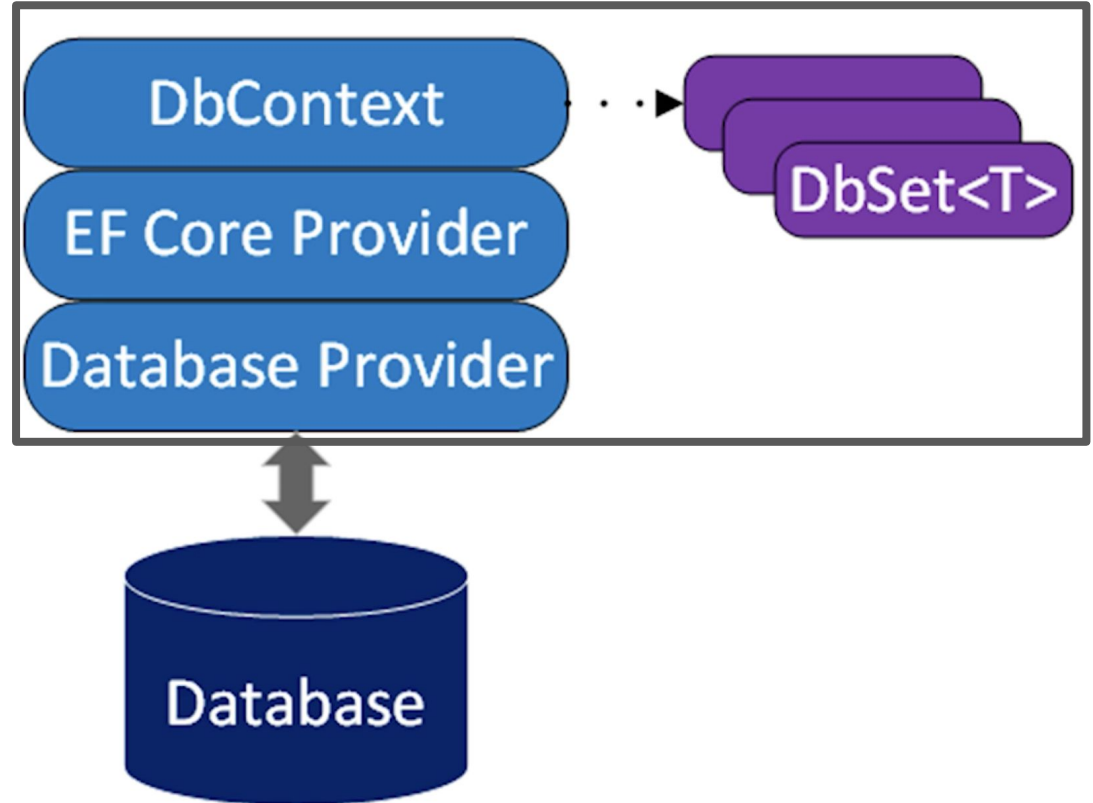 DbContext
DbSet<T>
EF Core Provider
Database Provider
Database